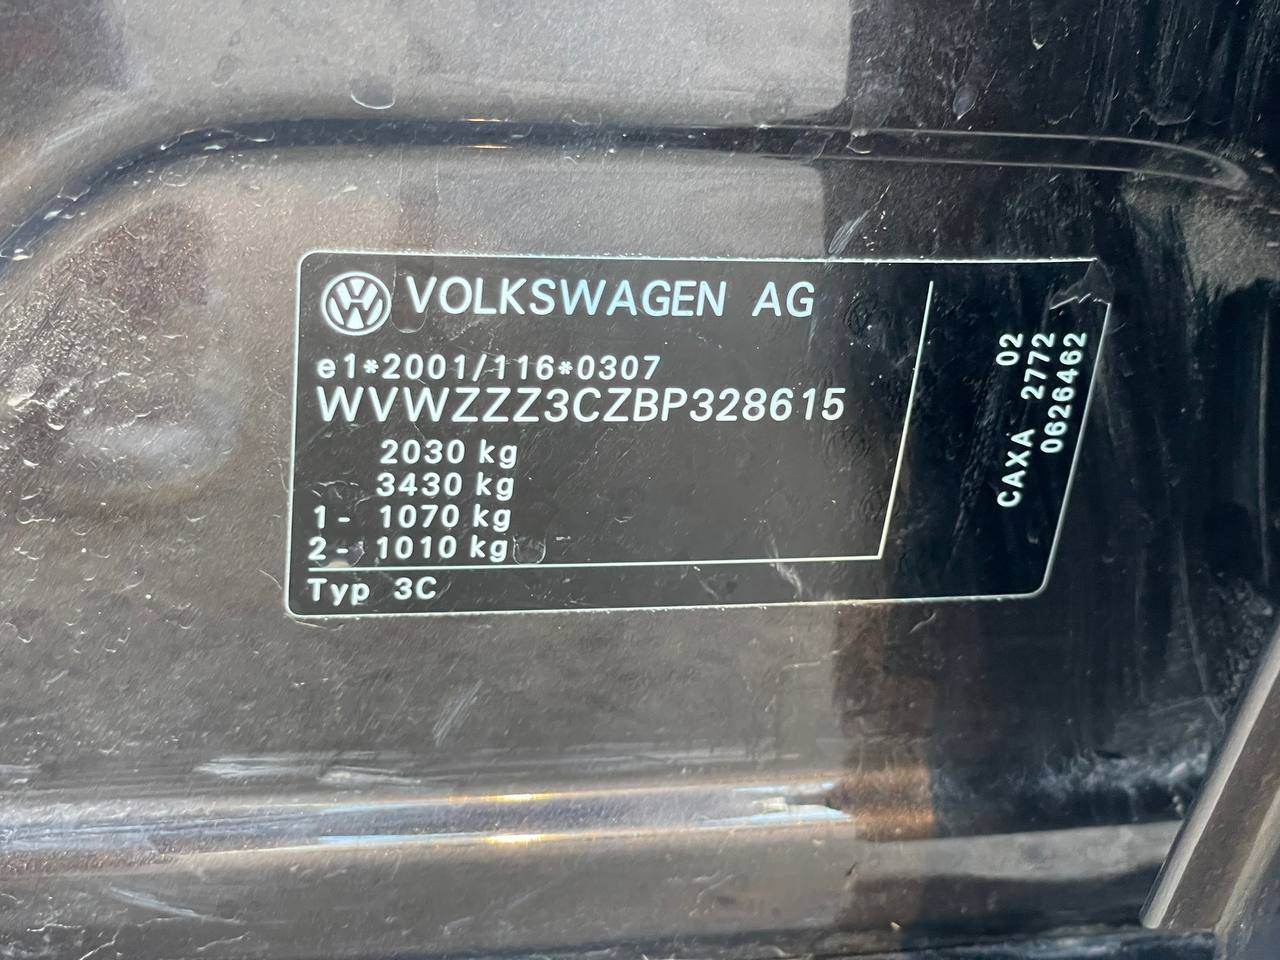 VOLKSWAGEN AG
e1*2001/116*0307
WVWZZZ3CZBP328615
2030 kg
3430 kg
1- 1070 kg
2- 1010 kg
Typ 3C
02
CAXA 2772
0626462